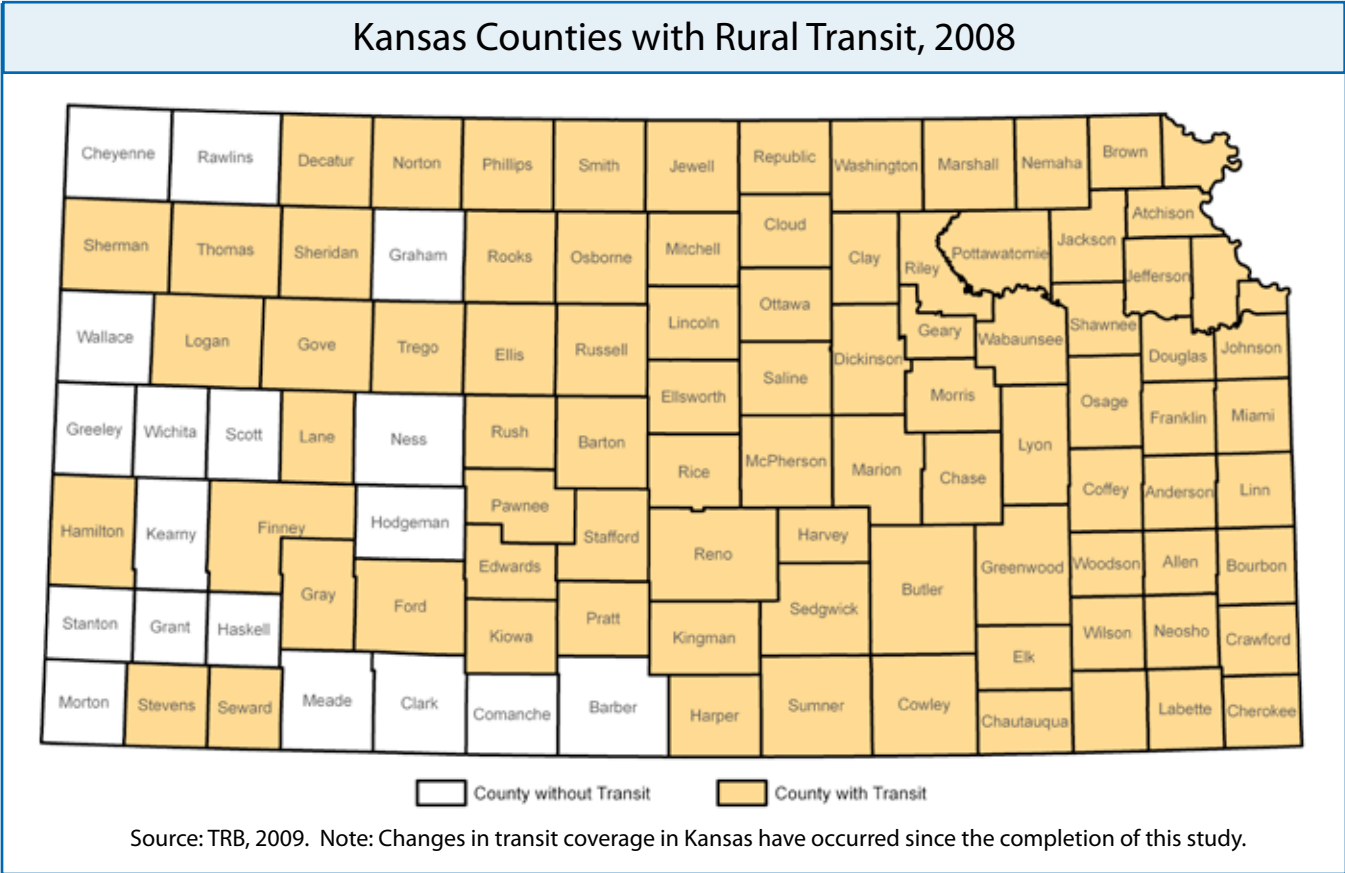 Kansas Counties with Rural Transit, 2008
Cheyenne
Rawlins
Decatur
Norton
Phillips
Smith
Jewell
Republic
Washington
Marshall
Nemaha
Brown
Atchison
Sherman
Thomas
Sheridan
Graham
Rooks
Osborne
Mitchell
Cloud
Clay
Riley
Pottawatomie
Jackson
Jefferson
Wallace
Logan
Gove
Trego
Ellis
Russell
Lincoln
Ottawa
Dickinson
Geary
Wabaunsee
Shawnee
Douglas
Johnson
Greeley
Wichita
Scott
Lane
Ness
Rush
Barton
Ellsworth
Saline
Morris
Osage
Franklin
Miami
Rice
McPherson
Marion
Chase
Lyon
Coffey
Anderson
Linn
Hamilton
Kearny
Finney
Hodgeman
Pawnee
Stafford
Reno
Harvey
Edwards
Butler
Greenwood
Woodson
Allen
Bourbon
Stanton
Grant
Haskell
Gray
Ford
Kiowa
Pratt
Kingman
Sedgwick
Elk
Wilson
Neosho
Crawford
Morton
Stevens
Seward
Meade
Clark
Comanche
Barber
Harper
Sumner
Cowley
Chautauqua
Labette
Cherokee
County without Transit
County with Transit
Source: TRB, 2009. Note: Changes in transit coverage in Kansas have occurred since the completion of this study.